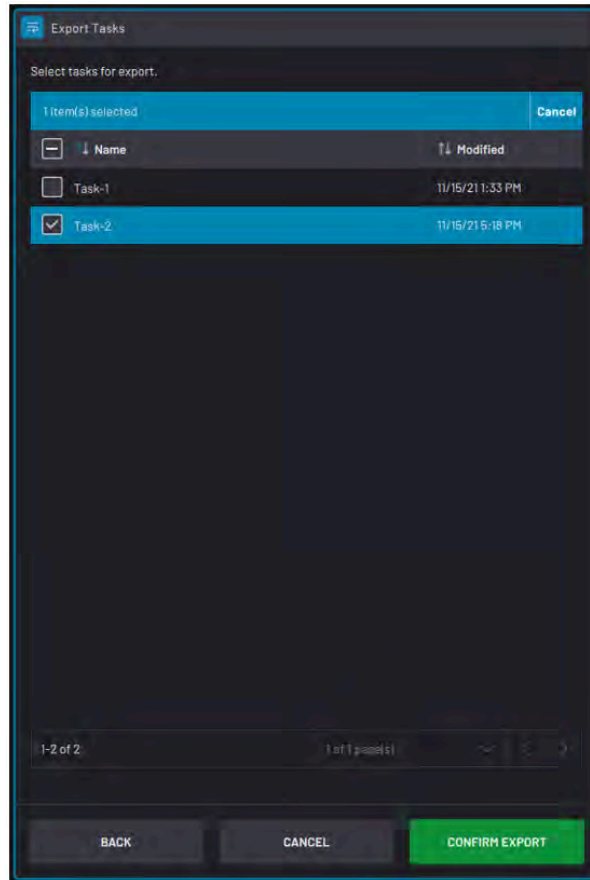 Export Tasks
Select tasks for export.
1 item(s) selected Cancel
Name Modified
Task-1 11/15/21 1:33 PM
Task-2 11/15/21 5:18 PM
1-2 of 2 1 of 1 page(s)
BACK CANCEL CONFIRM EXPORT